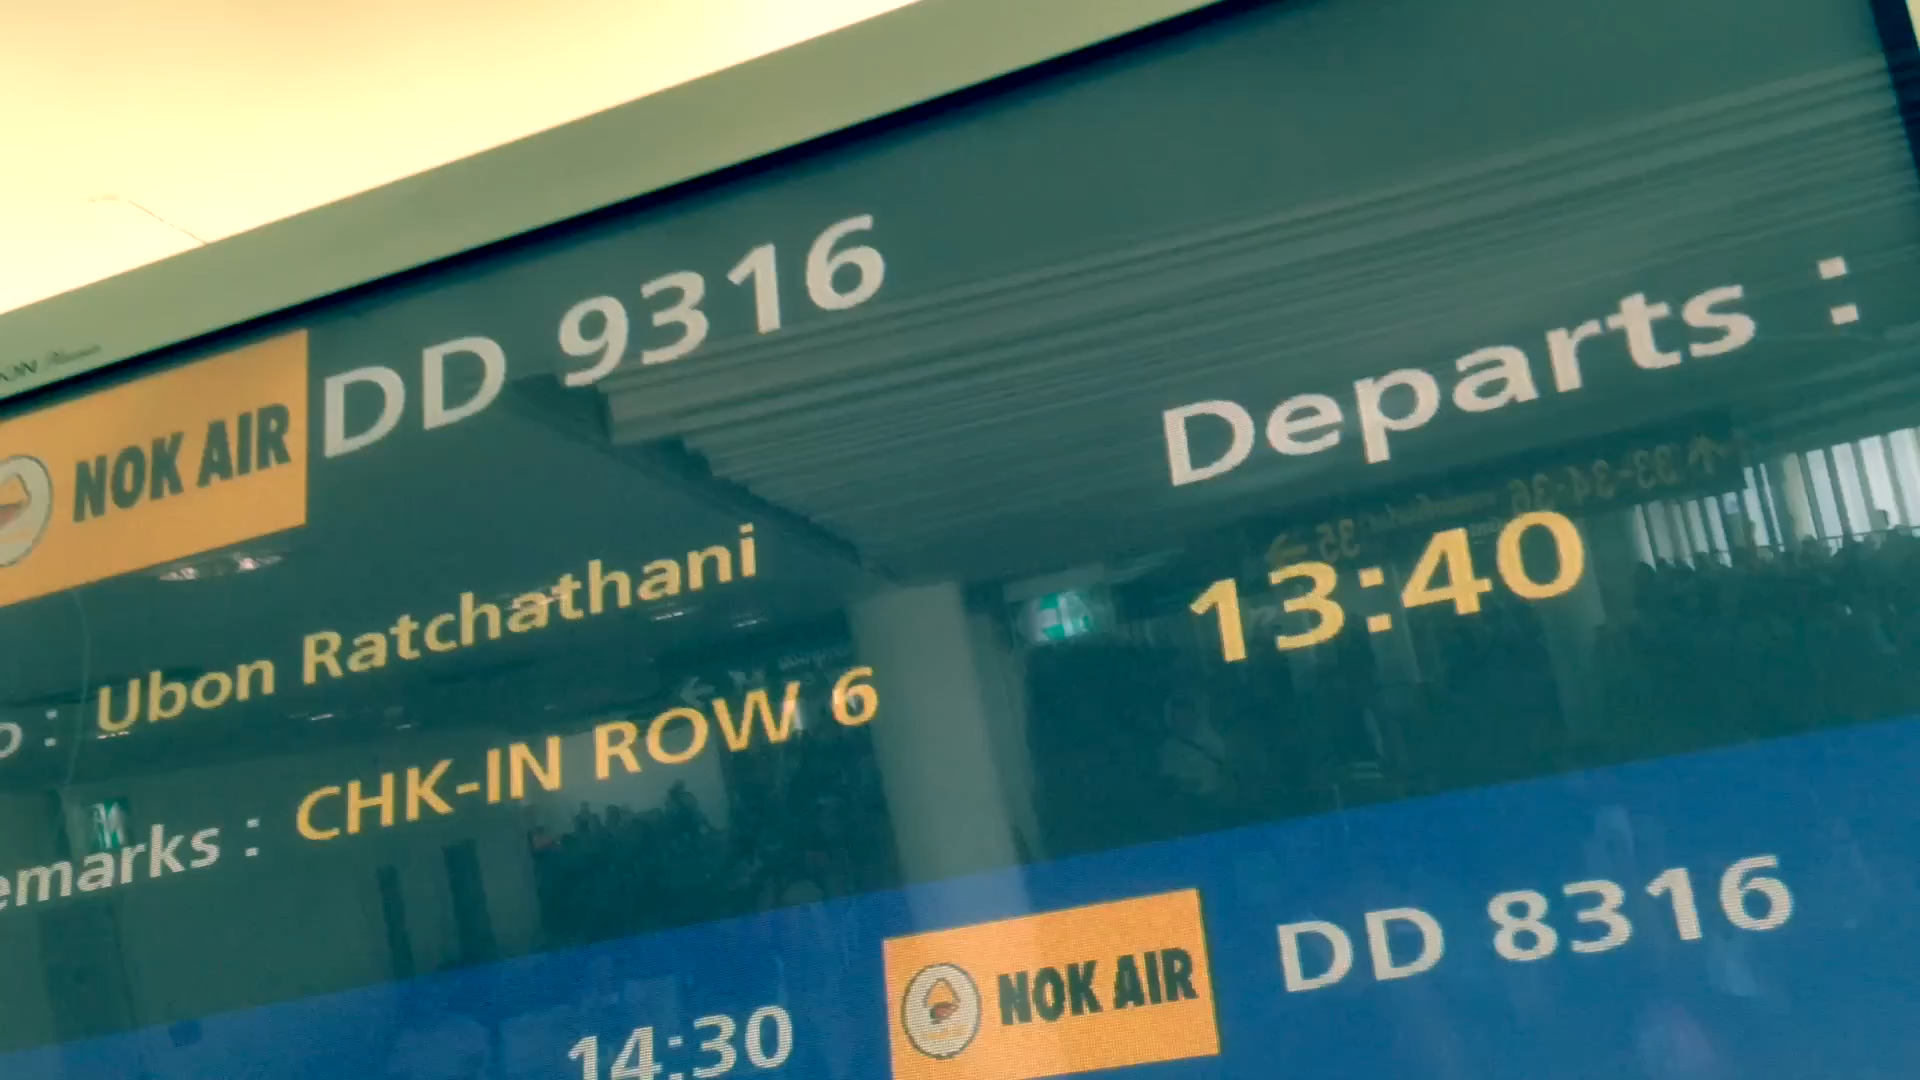 NOK AIR DD 9316
Departs :
13:40
o : Ubon Ratchathani
emarks : CHK-IN ROW 6
14:30 NOK AIR DD 8316